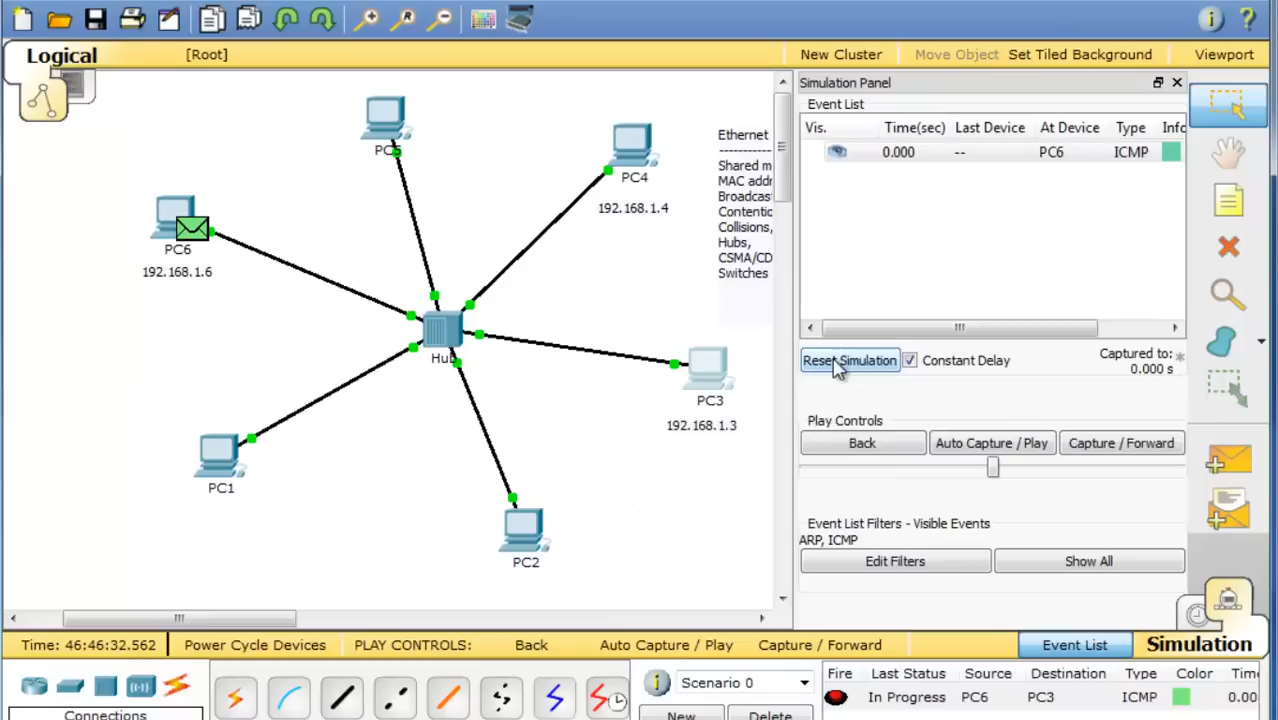 Logical
[Root]
New Cluster
Move Object
Set Tiled Background
Viewport
PC5
PC4
192.168.1.4
PC6
192.168.1.6
Hub
PC3
192.168.1.3
PC1
PC2
Ethernet
------------
Shared m
MAC addr
Broadcas
Contentio
Collisions,
Hubs,
CSMA/CD
Switches
Simulation Panel
Event List
Vis. Time(sec) Last Device At Device Type Info
0.000 -- PC6 ICMP
Reset Simulation
Constant Delay
Captured to:
0.000 s
Play Controls
Back
Auto Capture / Play
Capture / Forward
Event List Filters - Visible Events
ARP, ICMP
Edit Filters
Show All
Time: 46:46:32.562
Power Cycle Devices
PLAY CONTROLS:
Back
Auto Capture / Play
Capture / Forward
Event List
Simulation
Connections
Scenario 0
New
Delete
Fire Last Status Source Destination Type Color Time
In Progress PC6 PC3 ICMP 0.00